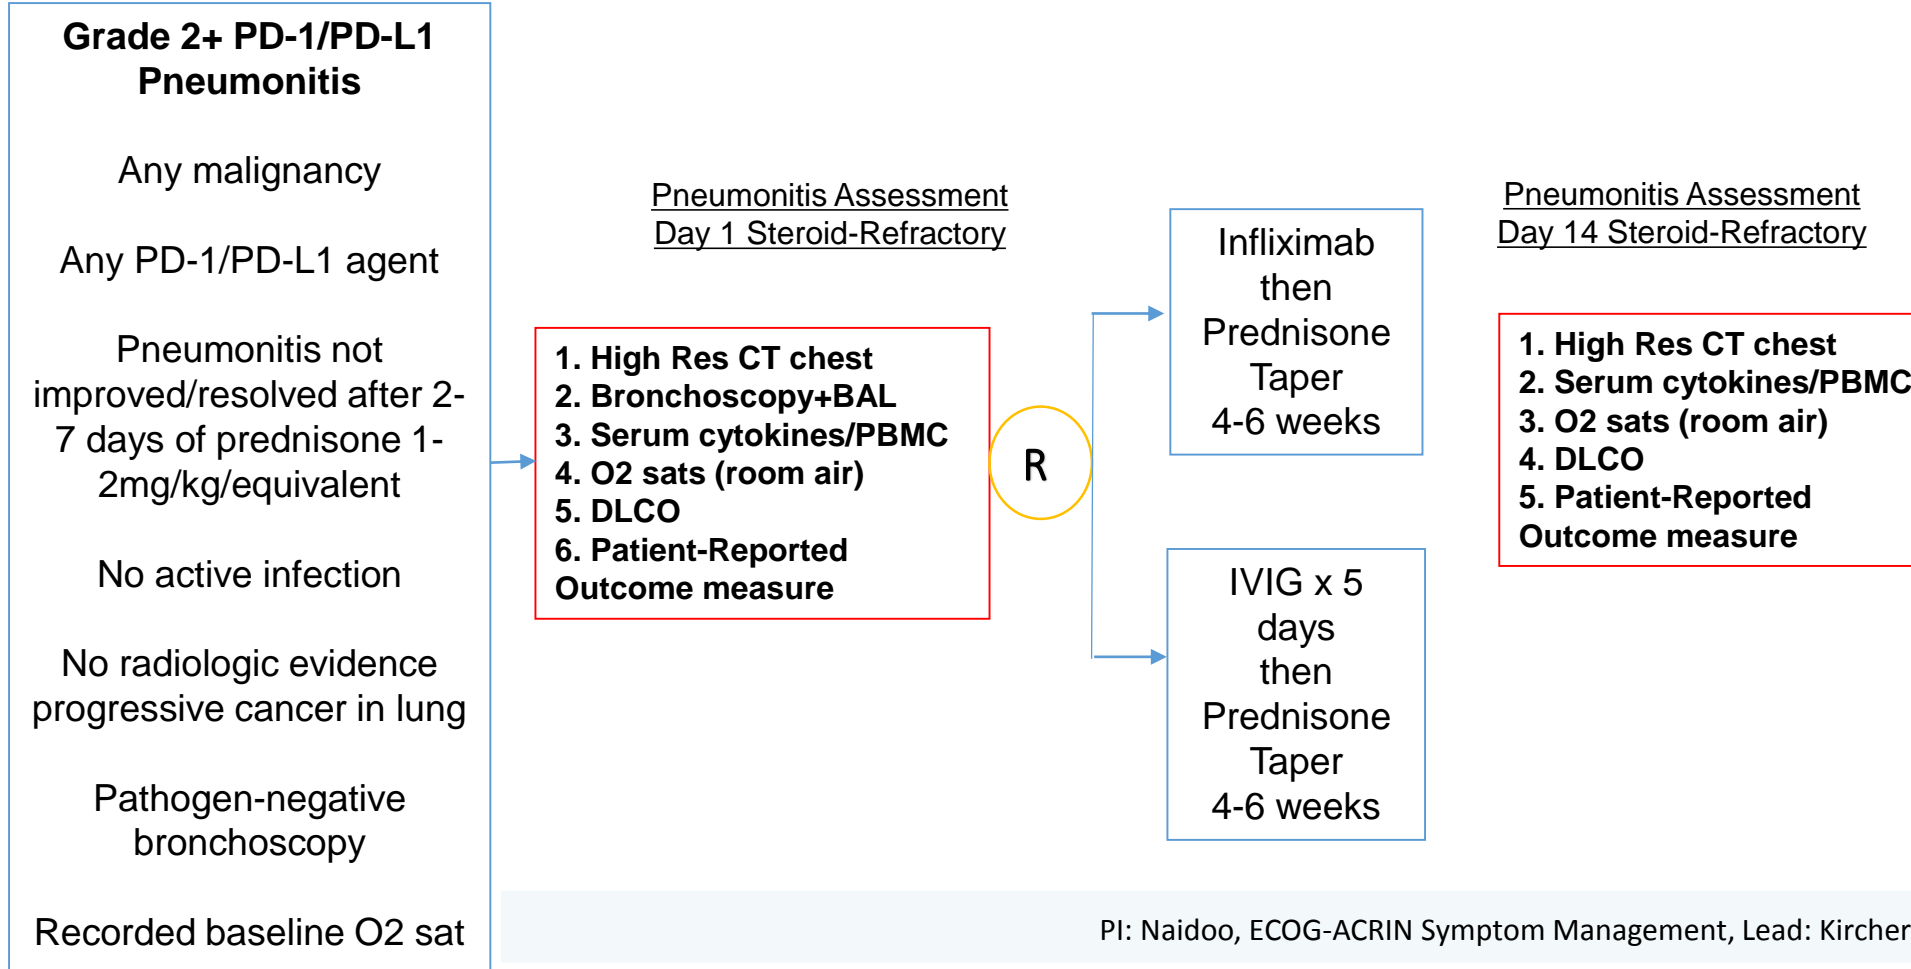 Grade 2+ PD-1/PD-L1
Pneumonitis
Any malignancy
Any PD-1/PD-L1 agent
Pneumonitis not
improved/resolved after 2-
7 days of prednisone 1-
2mg/kg/equivalent
No active infection
No radiologic evidence
progressive cancer in lung
Pathogen-negative
bronchoscopy
Recorded baseline O2 sat
Pneumonitis Assessment
Day 1 Steroid-Refractory
1. High Res CT chest
2. Bronchoscopy+BAL
3. Serum cytokines/PBMC
4. O2 sats (room air)
5. DLCO
6. Patient-Reported
Outcome measure
R
Infliximab
then
Prednisone
Taper
4-6 weeks
IVIG x 5
days
then
Prednisone
Taper
4-6 weeks
Pneumonitis Assessment
Day 14 Steroid-Refractory
1. High Res CT chest
2. Serum cytokines/PBMC
3. O2 sats (room air)
4. DLCO
5. Patient-Reported
Outcome measure
PI: Naidoo, ECOG-ACRIN Symptom Management, Lead: Kircher